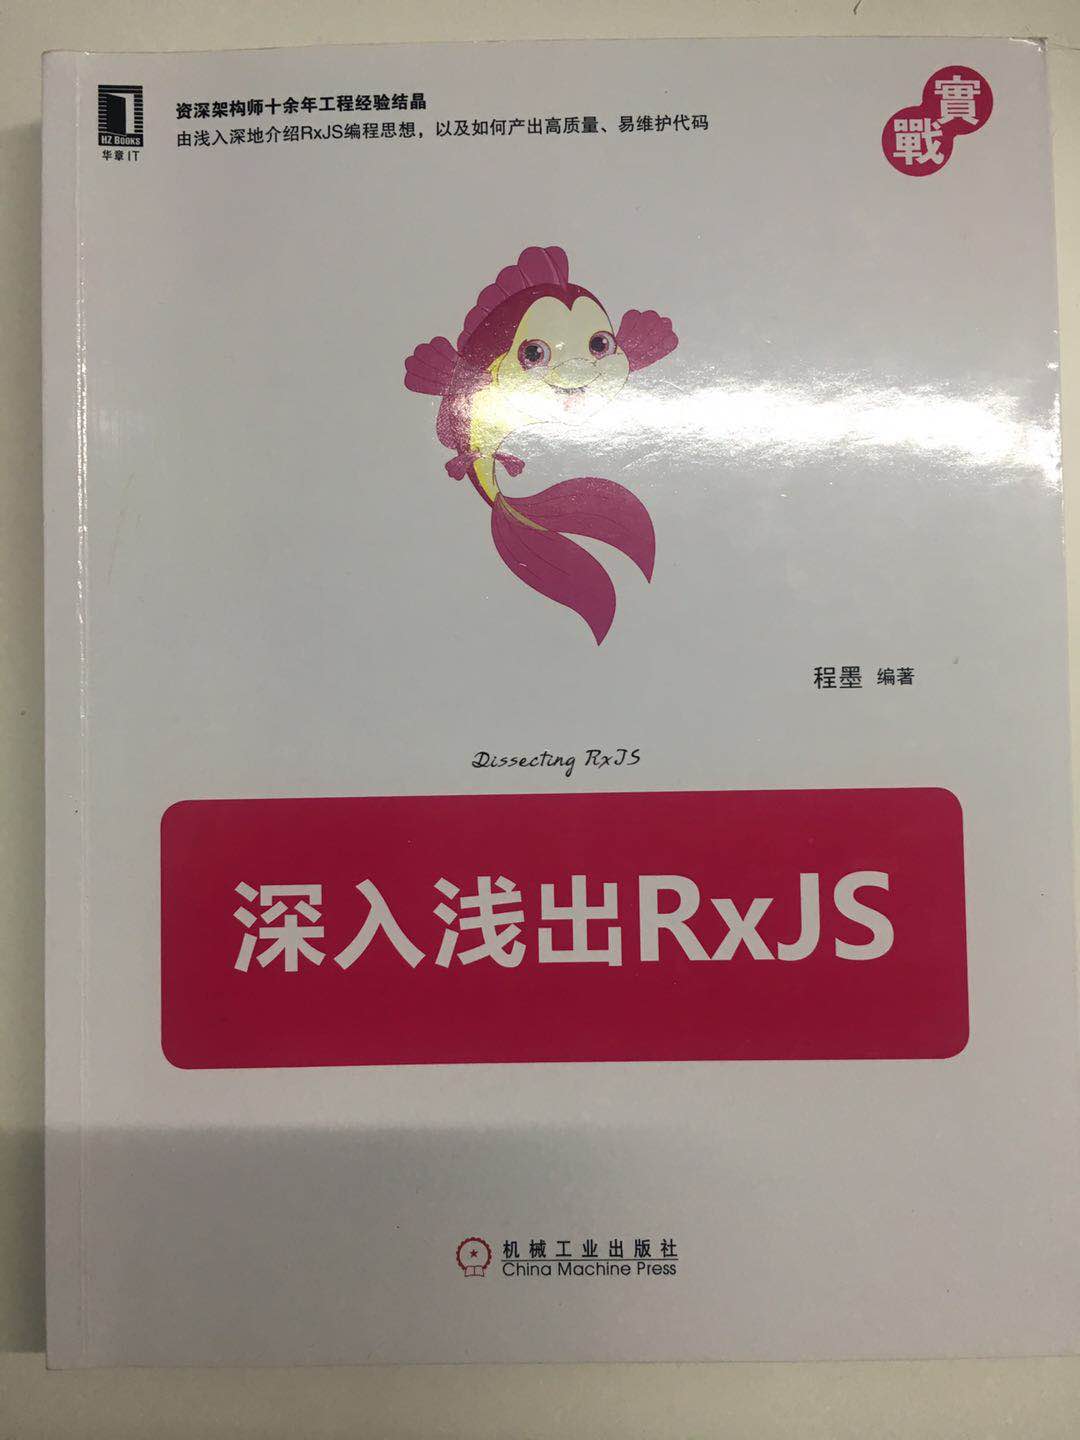 HZ BOOKS
华章IT
资深架构师十余年工程经验结晶
由浅入深地介绍RxJS编程思想，以及如何产出高质量、易维护代码
實戰
程墨 编著
Dissecting RxJS
深入浅出RxJS
机械工业出版社
China Machine Press